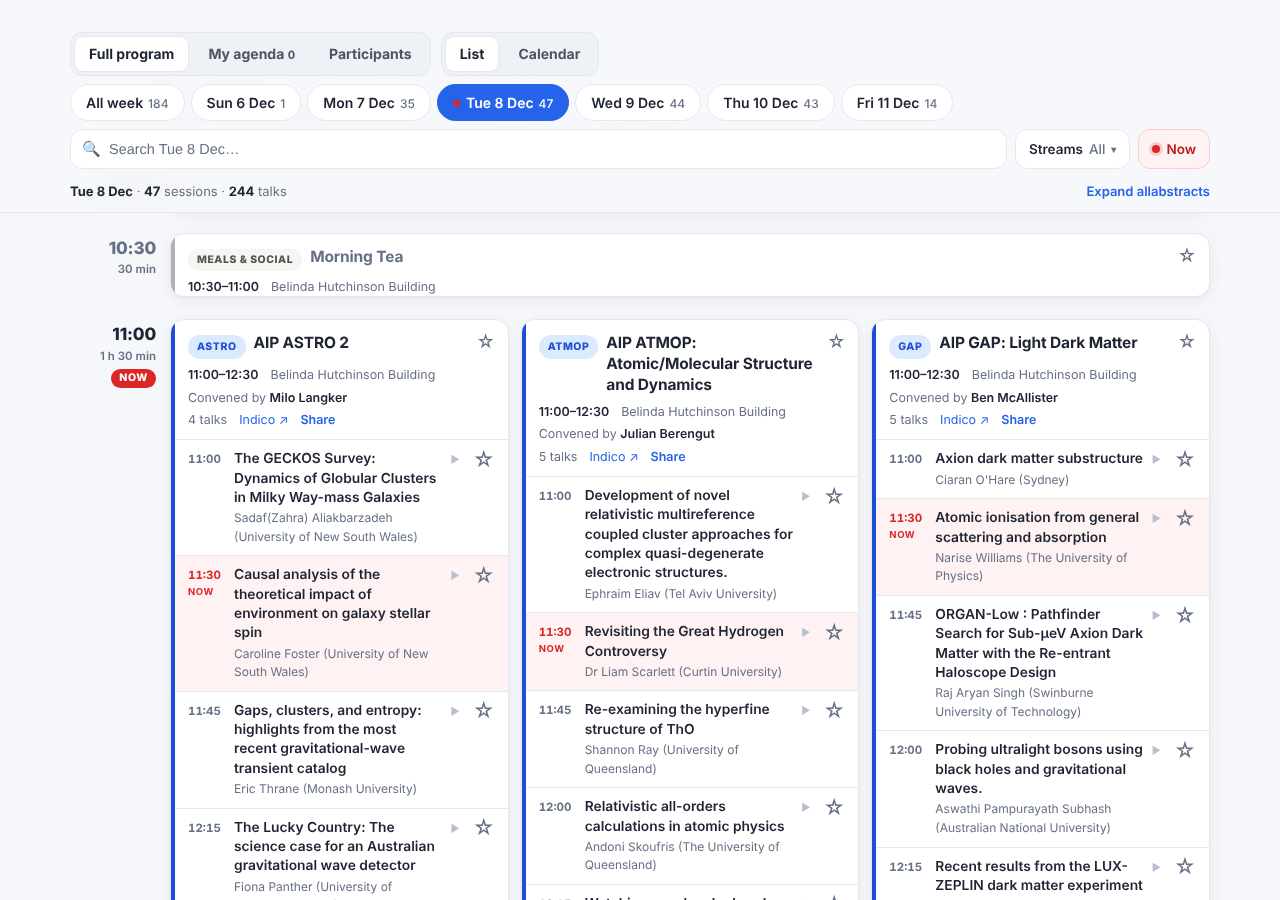 Full program
My agenda 0
Participants
List
Calendar
All week 184
Sun 6 Dec 1
Mon 7 Dec 35
Tue 8 Dec 47
Wed 9 Dec 44
Thu 10 Dec 43
Fri 11 Dec 14
Search Tue 8 Dec…
Streams All ▾
Now
Tue 8 Dec · 47 sessions · 244 talks
Expand allabstracts
10:30
30 min
MEALS & SOCIAL Morning Tea
10:30–11:00 Belinda Hutchinson Building
11:00
1 h 30 min
NOW
ASTRO AIP ASTRO 2
11:00–12:30 Belinda Hutchinson Building
Convened by Milo Langker
4 talks Indico ↗ Share
11:00 The GECKOS Survey:
Dynamics of Globular Clusters
in Milky Way-mass Galaxies
Sadaf(Zahra) Aliakbarzadeh
(University of New South Wales)
11:30 Causal analysis of the
NOW theoretical impact of
environment on galaxy stellar
spin
Caroline Foster (University of New
South Wales)
11:45 Gaps, clusters, and entropy:
highlights from the most
recent gravitational-wave
transient catalog
Eric Thrane (Monash University)
12:15 The Lucky Country: The
science case for an Australian
gravitational wave detector
Fiona Panther (University of
ATMOP AIP ATMOP:
Atomic/Molecular Structure
and Dynamics
11:00–12:30 Belinda Hutchinson Building
Convened by Julian Berengut
5 talks Indico ↗ Share
11:00 Development of novel
relativistic multireference
coupled cluster approaches for
complex quasi-degenerate
electronic structures.
Ephraim Eliav (Tel Aviv University)
11:30 Revisiting the Great Hydrogen
NOW Controversy
Dr Liam Scarlett (Curtin University)
11:45 Re-examining the hyperfine
structure of ThO
Shannon Ray (University of
Queensland)
12:00 Relativistic all-orders
calculations in atomic physics
Andoni Skoufris (The University of
Queensland)
GAP AIP GAP: Light Dark Matter
11:00–12:30 Belinda Hutchinson Building
Convened by Ben McAllister
5 talks Indico ↗ Share
11:00 Axion dark matter substructure
Ciaran O'Hare (Sydney)
11:30 Atomic ionisation from general
NOW scattering and absorption
Narise Williams (The University of
Physics)
11:45 ORGAN-Low : Pathfinder
Search for Sub-μeV Axion Dark
Matter with the Re-entrant
Haloscope Design
Raj Aryan Singh (Swinburne
University of Technology)
12:00 Probing ultralight bosons using
black holes and gravitational
waves.
Aswathi Pampurayath Subhash
(Australian National University)
12:15 Recent results from the LUX-
ZEPLIN dark matter experiment